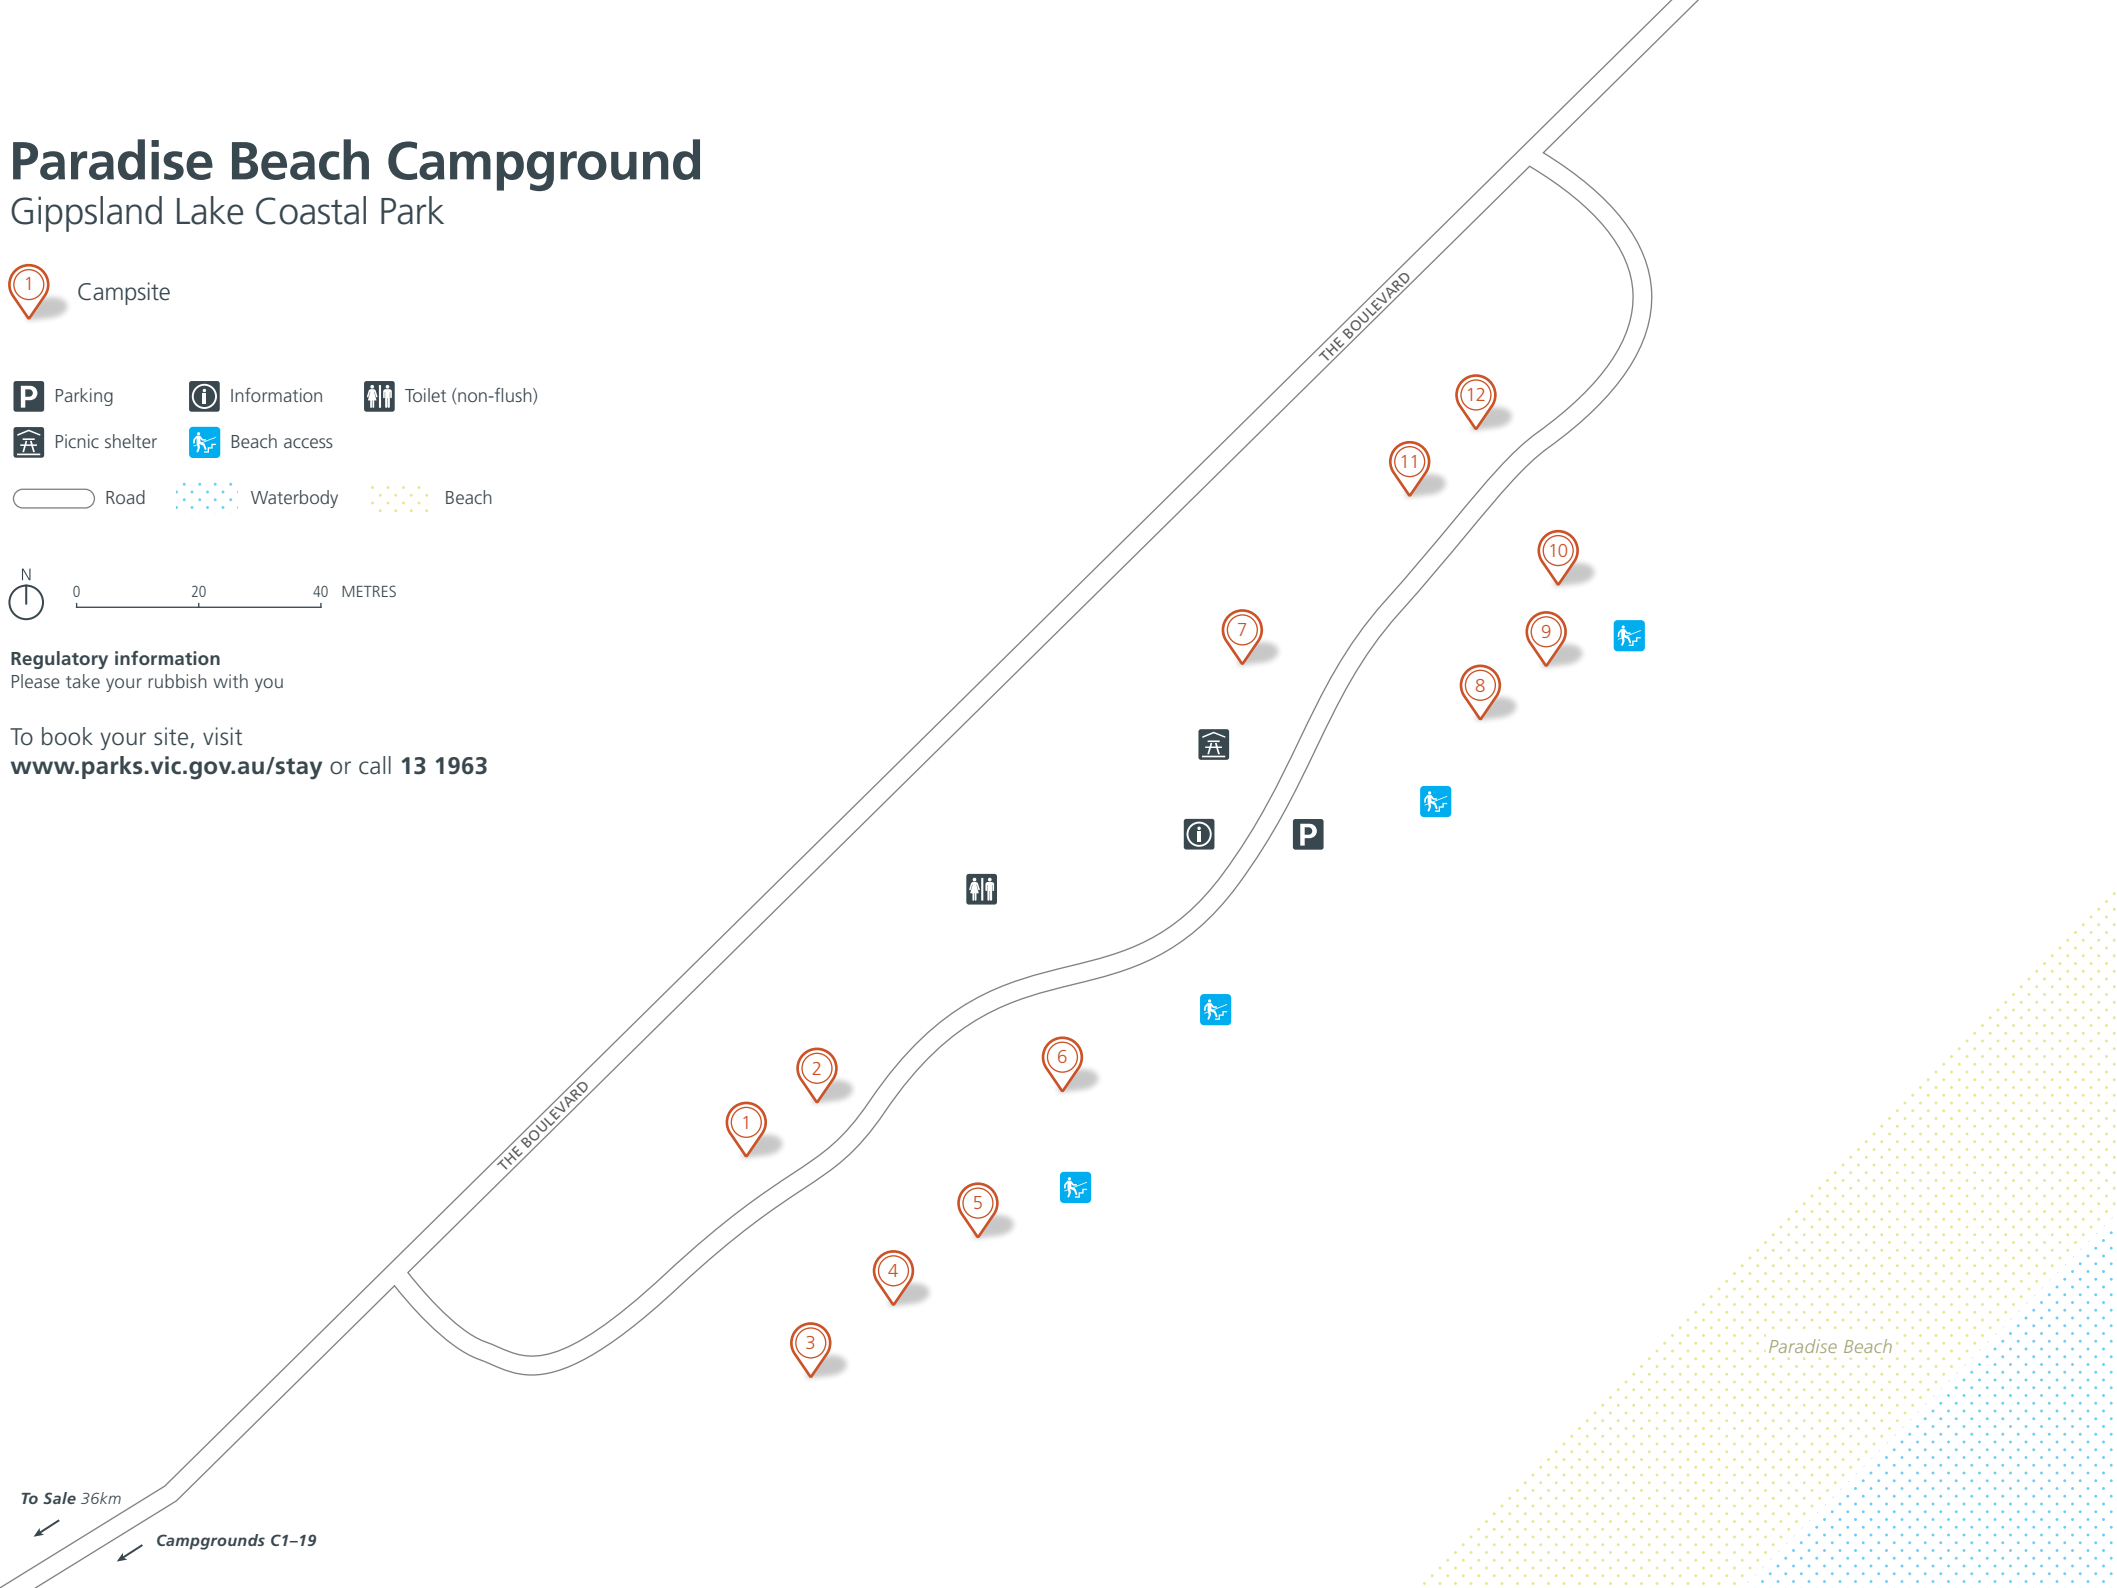 Paradise Beach Campground
Gippsland Lake Coastal Park
1 Campsite
P Parking
i Information
Toilet (non-flush)
Picnic shelter
Beach access
Road
Waterbody
Beach
N
0 20 40 METRES
Regulatory information
Please take your rubbish with you
To book your site, visit
www.parks.vic.gov.au/stay or call 13 1963
THE BOULEVARD
12
11
10
7
9
8
i
P
6
2
1
THE BOULEVARD
5
4
3
Paradise Beach
To Sale 36km
Campgrounds C1–19